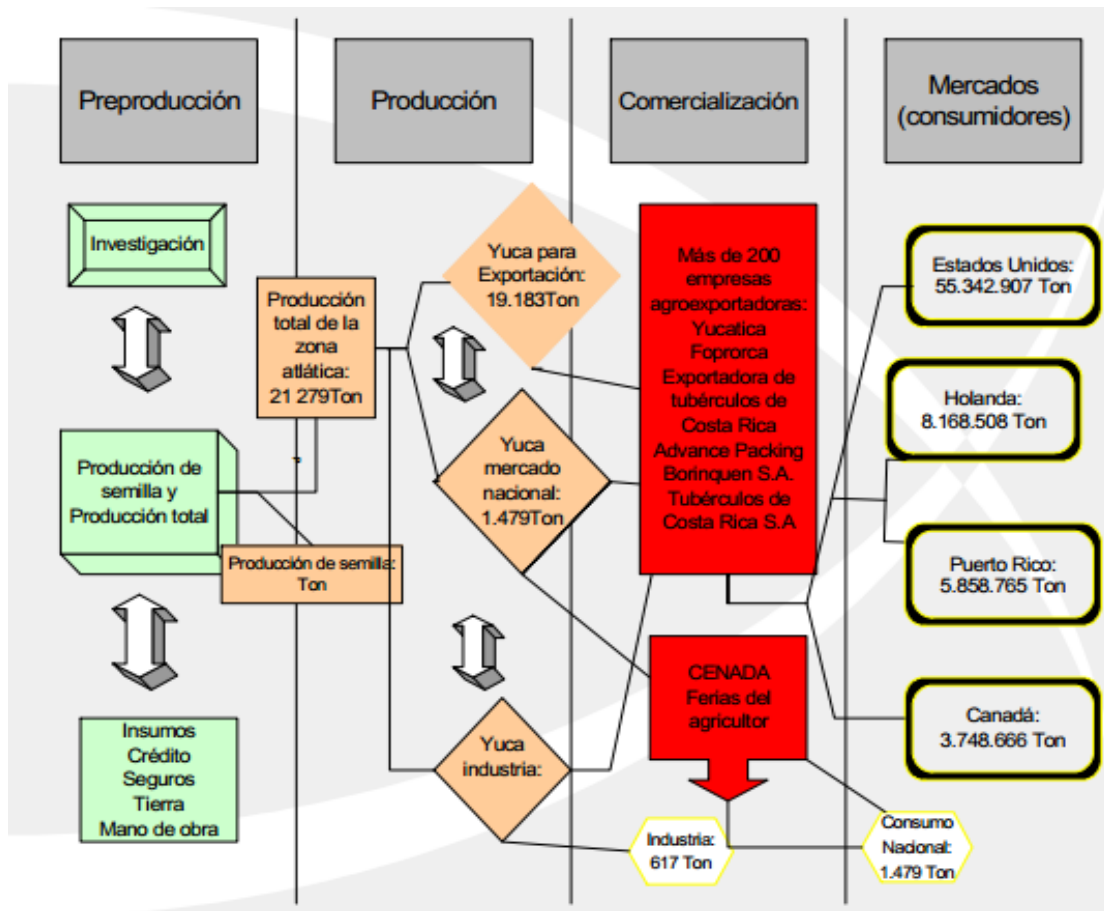 Preproducción
Producción
Comercialización
Mercados
(consumidores)
Investigación
Producción de
semilla y
Producción total
Insumos
Crédito
Seguros
Tierra
Mano de obra
Producción
total de la
zona
atlática:
21 279Ton
Producción de semilla:
Ton
Yuca para
Exportación:
19.183Ton
Yuca
mercado
nacional:
1.479Ton
Yuca
industria:
Más de 200
empresas
agroexportadoras:
Yucatica
Foprorca
Exportadora de
tubérculos de
Costa Rica
Advance Packing
Borinquen S.A.
Tubérculos de
Costa Rica S.A
CENADA
Ferias del
agricultor
Industria:
617 Ton
Estados Unidos:
55.342.907 Ton
Holanda:
8.168.508 Ton
Puerto Rico:
5.858.765 Ton
Canadá:
3.748.666 Ton
Consumo
Nacional:
1.479 Ton